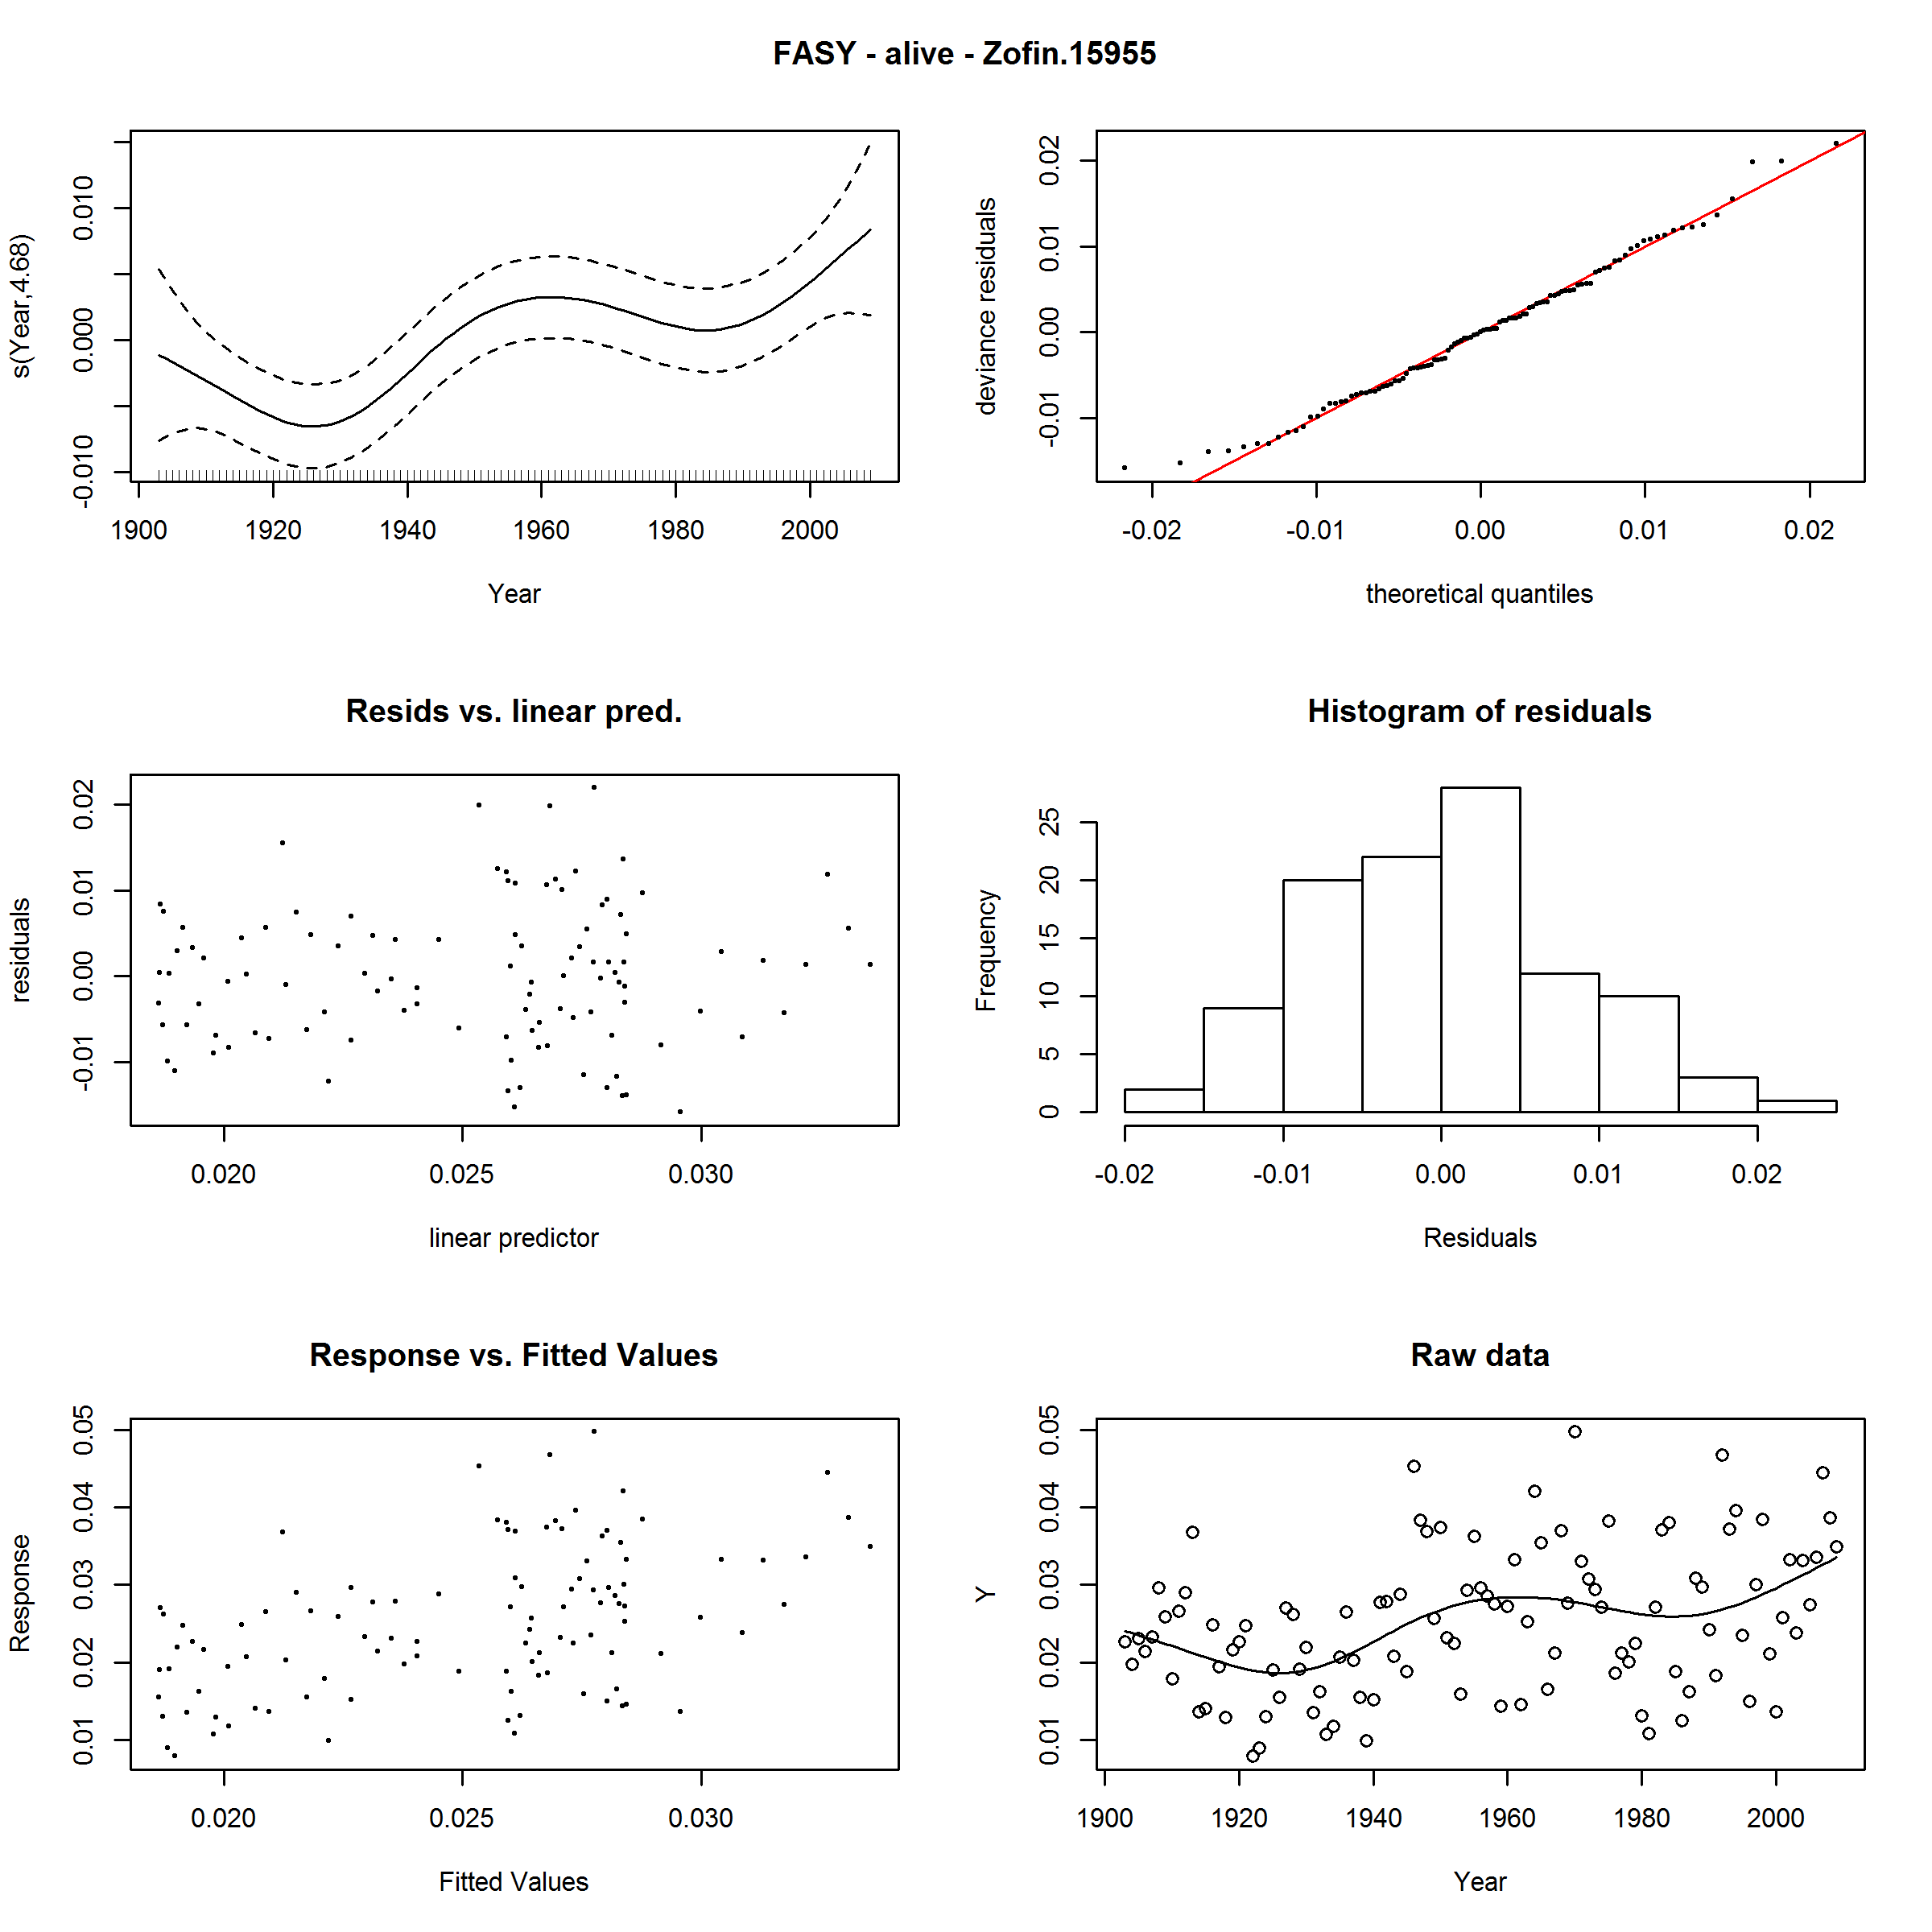 FASY - alive - Zofin.15955
s(Year,4.68)
-0.010 0.000 0.010
1900 1920 1940 1960 1980 2000
Year
deviance residuals
-0.01 0.00 0.01 0.02
-0.02 -0.01 0.00 0.01 0.02
theoretical quantiles
Resids vs. linear pred.
residuals
-0.01 0.00 0.01 0.02
0.020 0.025 0.030
linear predictor
Histogram of residuals
Frequency
0 5 10 15 20 25
-0.02 -0.01 0.00 0.01 0.02
Residuals
Response vs. Fitted Values
Response
0.01 0.02 0.03 0.04 0.05
0.020 0.025 0.030
Fitted Values
Raw data
Y
0.01 0.02 0.03 0.04 0.05
1900 1920 1940 1960 1980 2000
Year